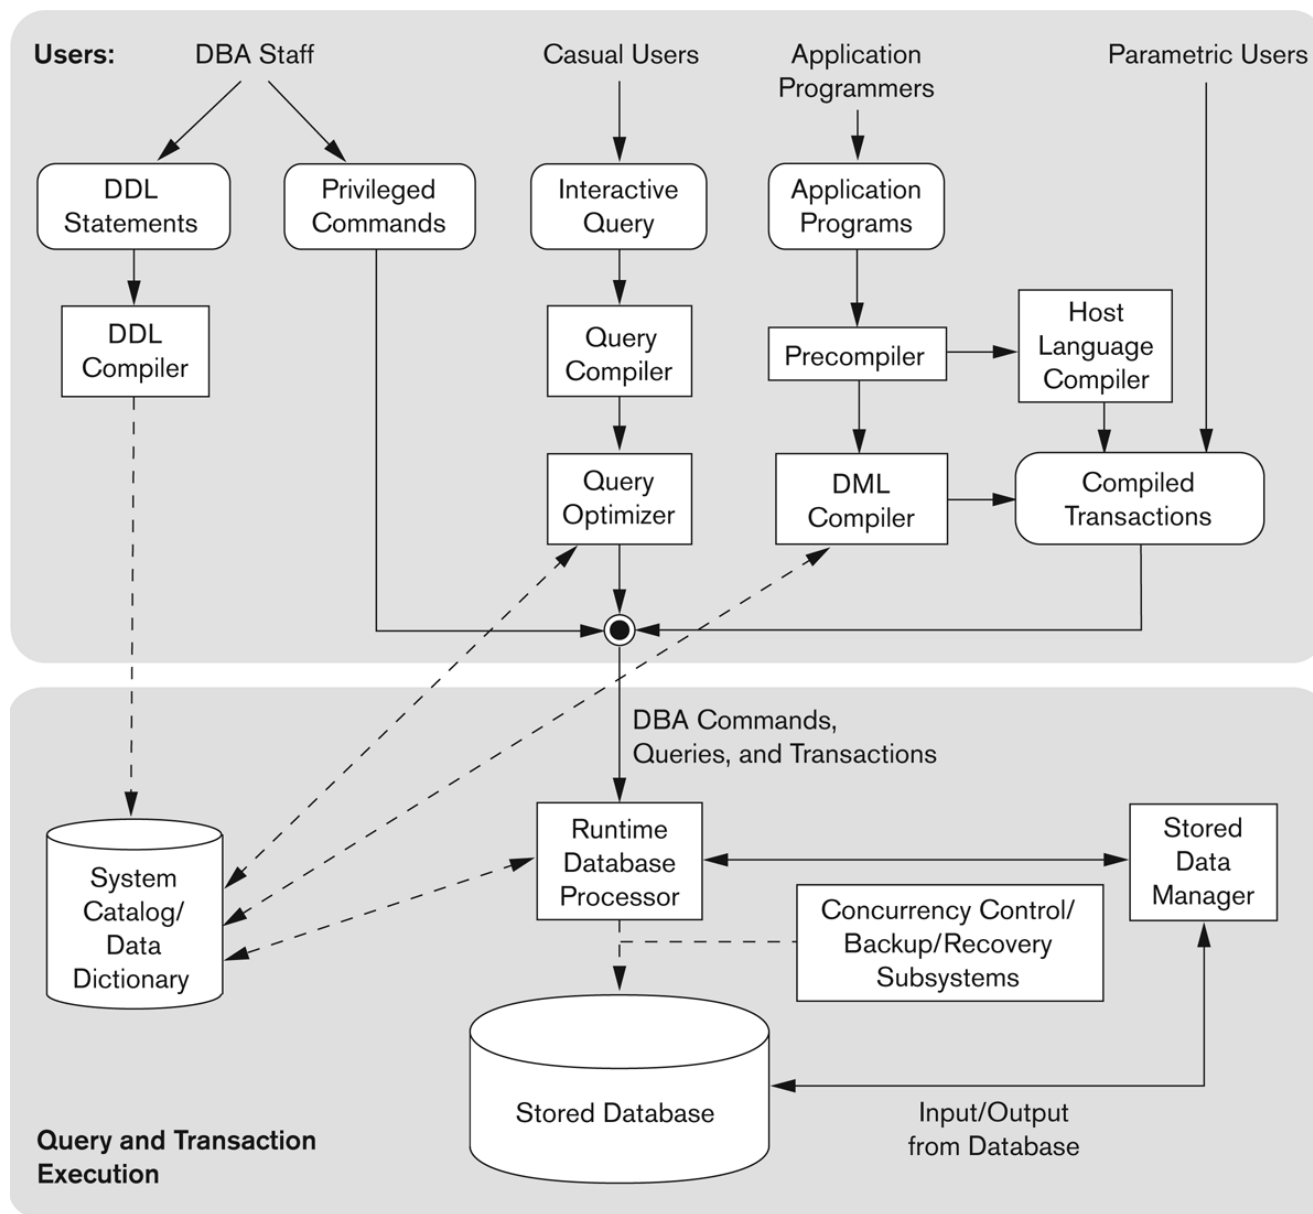 Users:
DBA Staff
Casual Users
Application
Programmers
Parametric Users
DDL
Statements
Privileged
Commands
Interactive
Query
Application
Programs
DDL
Compiler
Query
Compiler
Precompiler
Host
Language
Compiler
Query
Optimizer
DML
Compiler
Compiled
Transactions
DBA Commands,
Queries, and Transactions
System
Catalog/
Data
Dictionary
Runtime
Database
Processor
Stored
Data
Manager
Concurrency Control/
Backup/Recovery
Subsystems
Stored Database
Input/Output
from Database
Query and Transaction
Execution